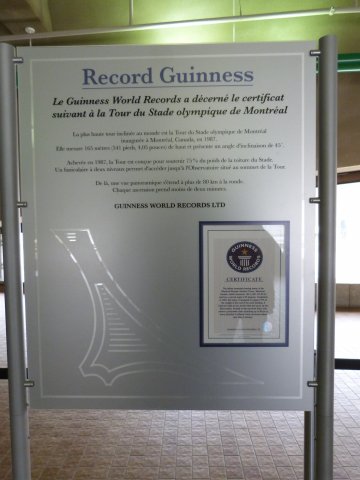 Record Guinness
Le Guinness World Records a décerné le certificat
suivant à la Tour du Stade olympique de Montréal
La plus haute tour inclinée au monde est la Tour du Stade olympique de Montréal
inaugurée à Montréal, Canada, en 1987.
Elle mesure 165 mètres (541 pieds, 4,05 pouces) de haut et présente un angle d'inclinaison de 45˚.
Achevée en 1987, la Tour est conçue pour soutenir 75 % du poids de la toiture du Stade.
Un funiculaire à deux niveaux permet d'accéder jusqu'à l'Observatoire situé au sommet de la Tour.
De là, une vue panoramique s'étend à plus de 80 km à la ronde.
Chaque ascension prend moins de deux minutes.
GUINNESS WORLD RECORDS LTD
GUINNESS
WORLD RECORDS
CERTIFICATE